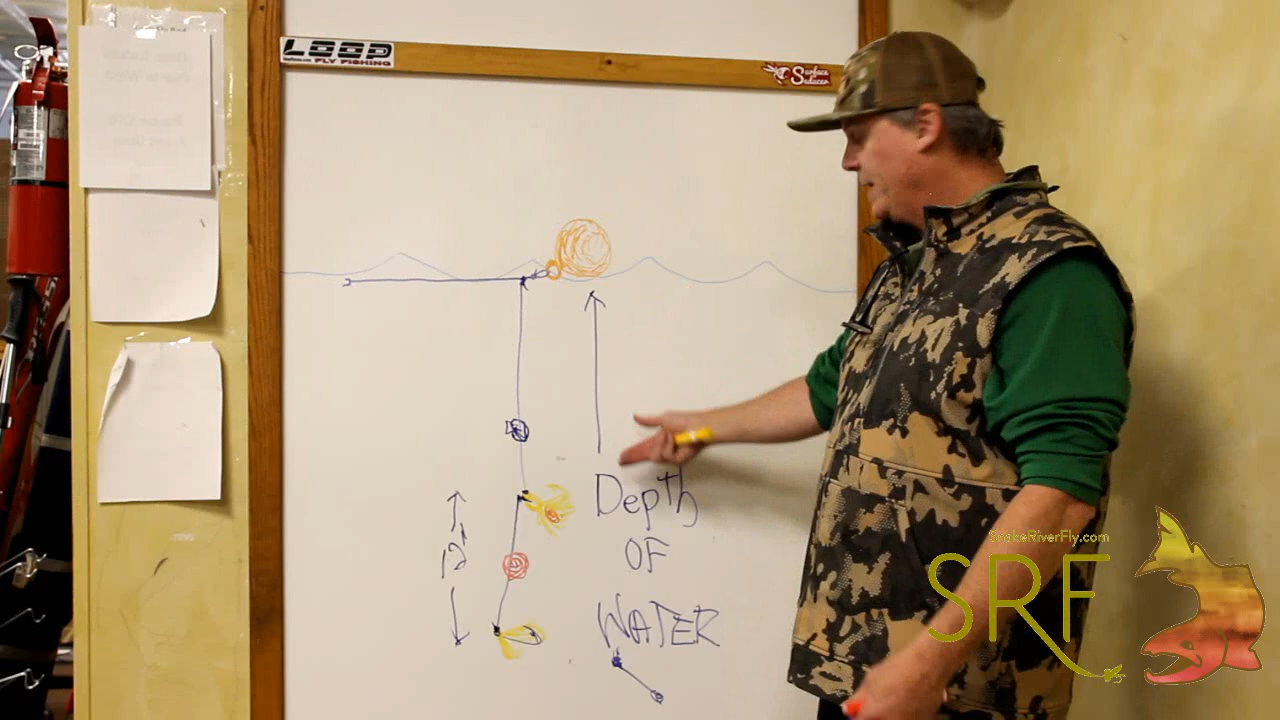 LOOP
FLY FISHING
Surface
Seducer
12"
Depth
OF
WATER
SnakeRiverFly.com
SRF